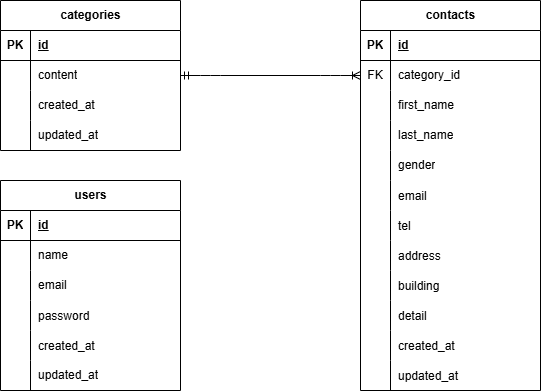 categories
PK id
content
created_at
updated_at
users
PK id
name
email
password
created_at
updated_at
contacts
PK id
FK category_id
first_name
last_name
gender
email
tel
address
building
detail
created_at
updated_at